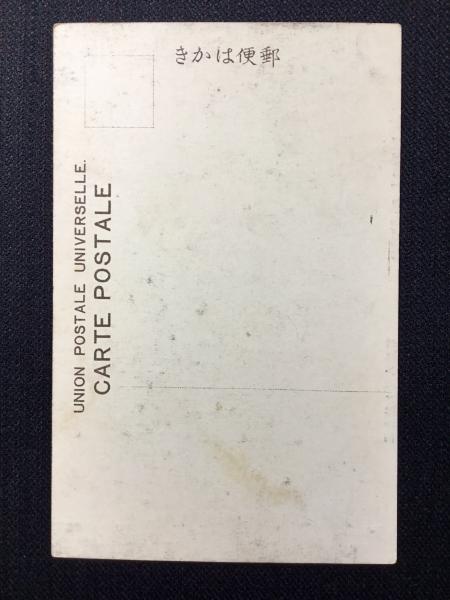 郵便はかき
UNION POSTALE UNIVERSELLE.
CARTE POSTALE